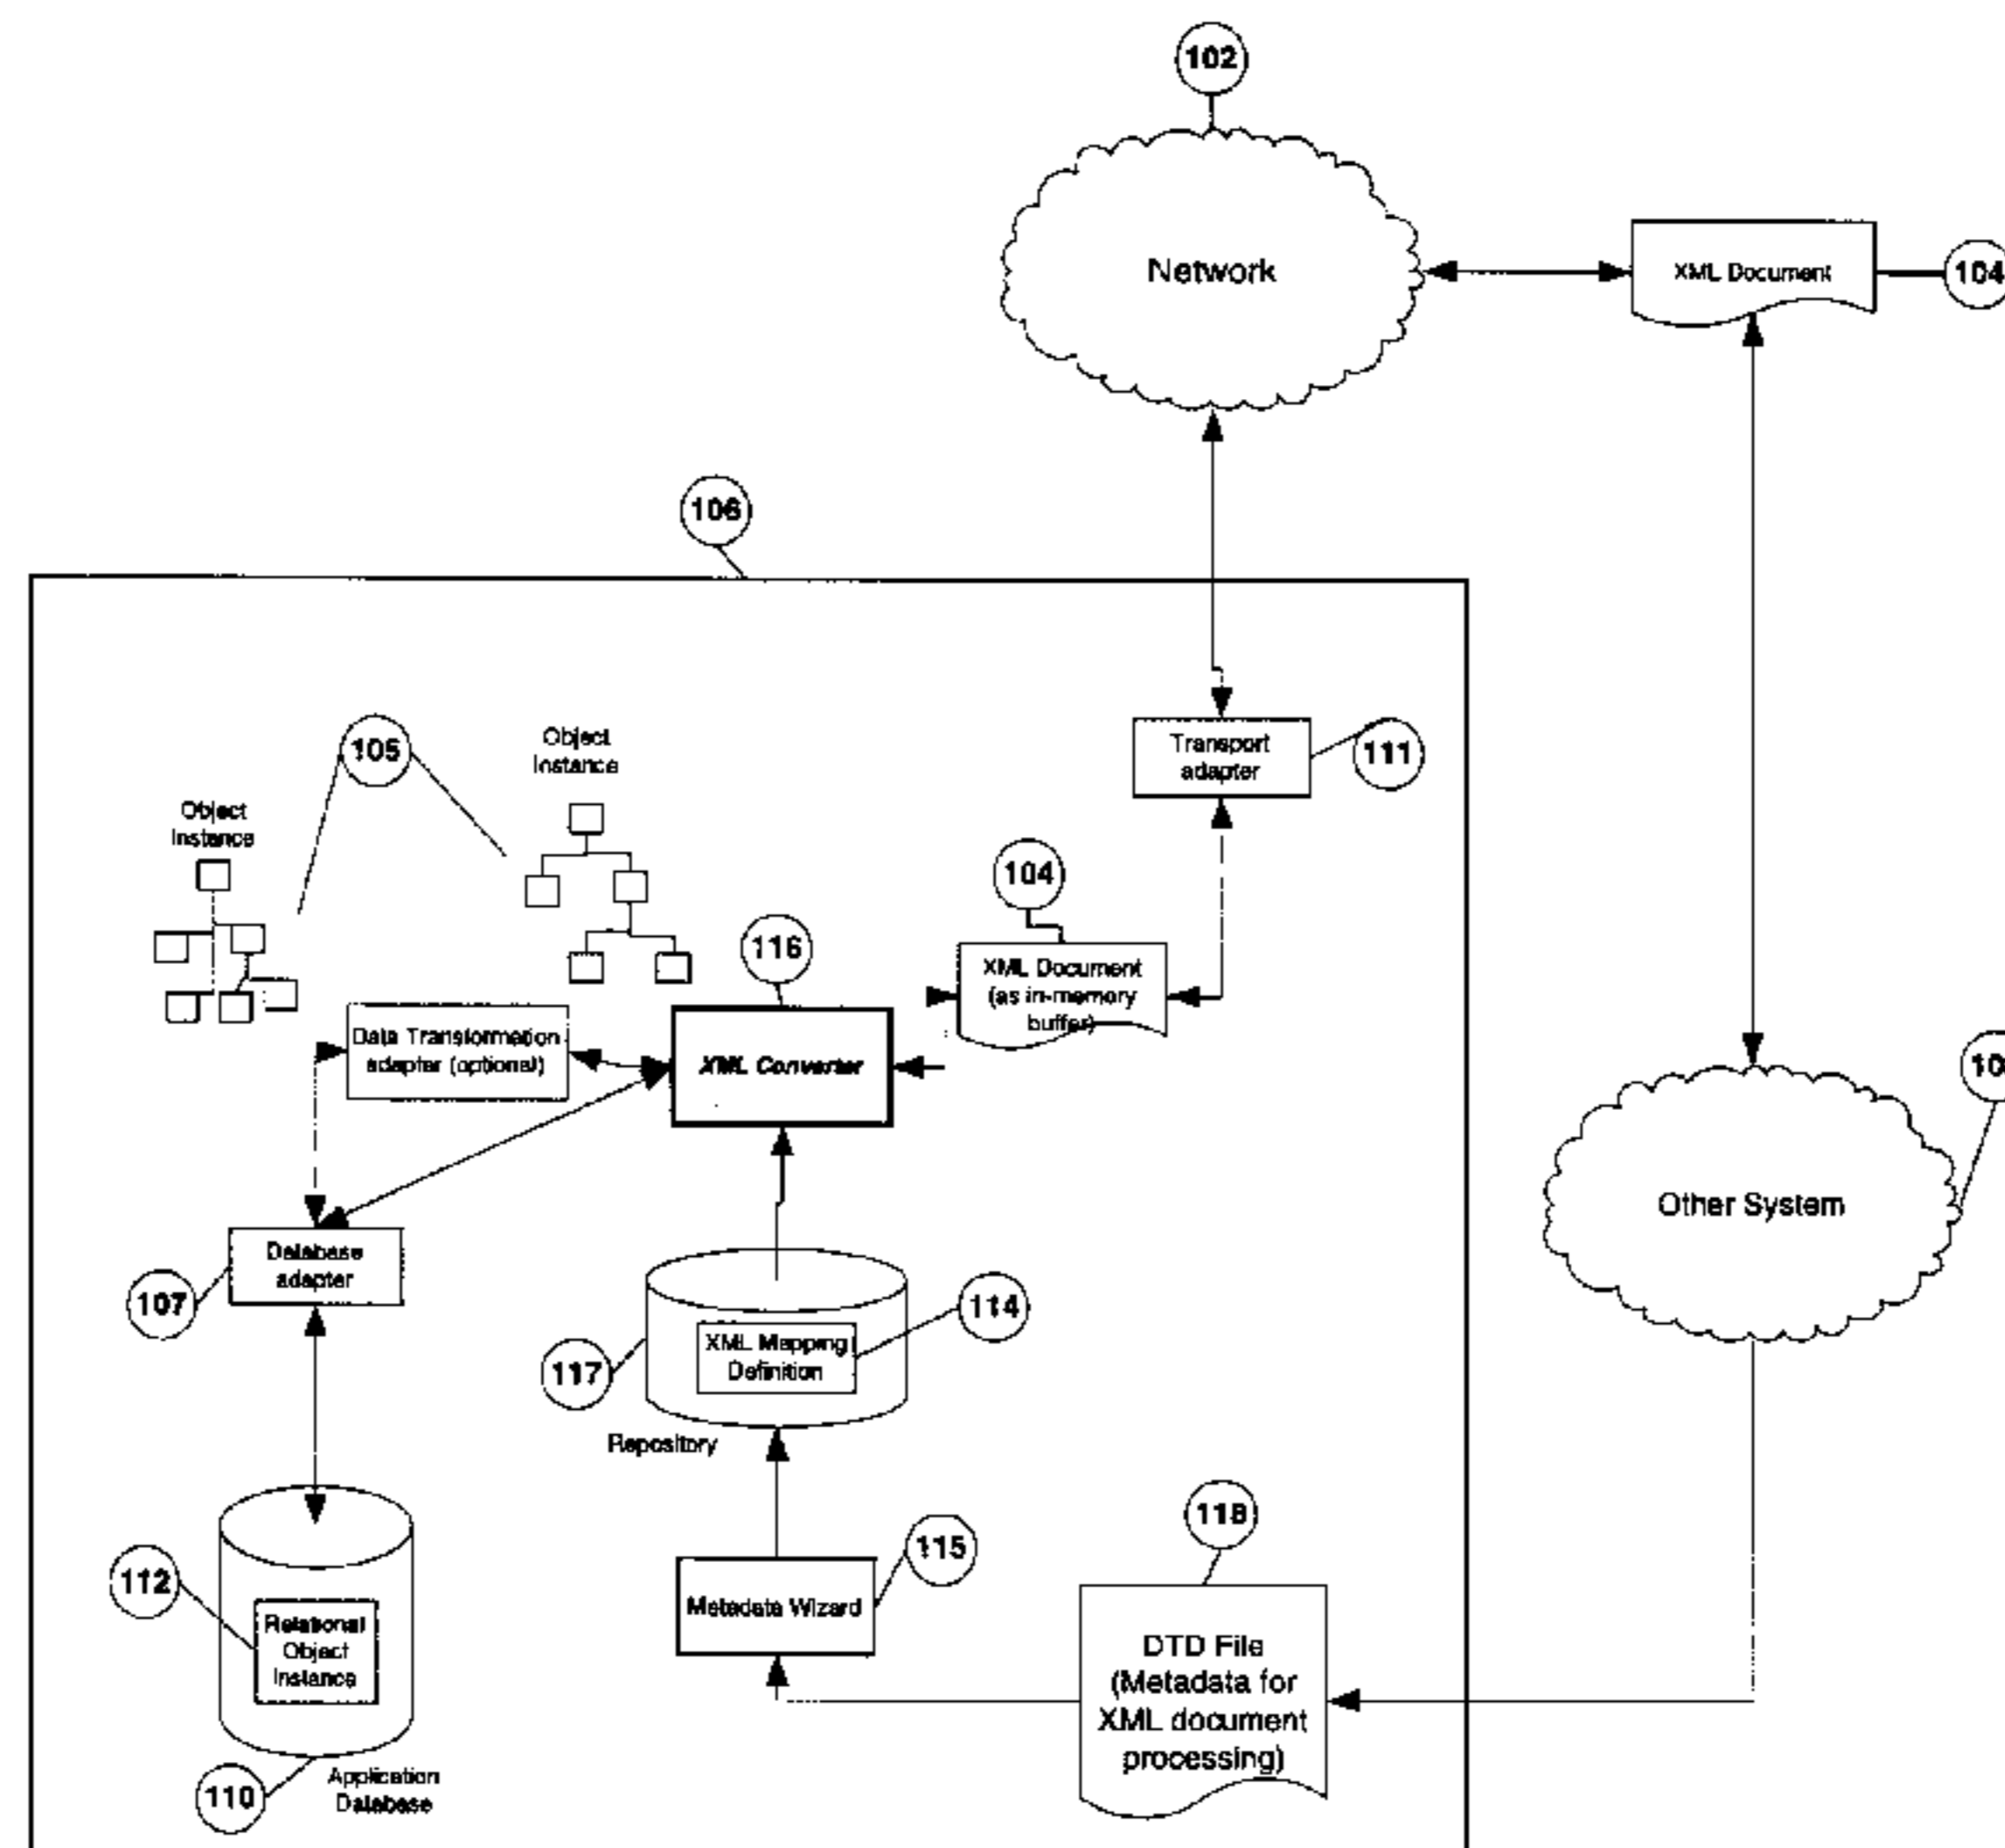 102
Network
XML Document
104
106
Transport
adapter
111
105
Object
Instance
Object
Instance
104
116
XML Document
(as in-memory
buffer)
Data Transformation
adapter (optional)
XML Converter
Other System
Database
adapter
107
114
XML Mapping
Definition
117
Repository
118
115
112
Metadata Wizard
Relational
Object
Instance
DTD File
(Metadata for
XML document
processing)
110
Application
Database